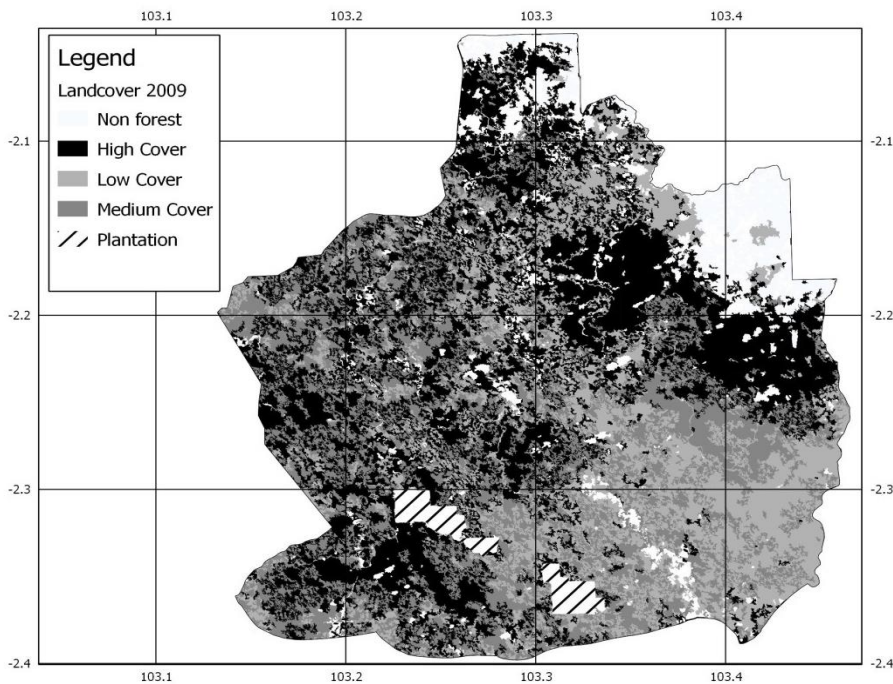 103.1 103.2 103.3 103.4
Legend
Landcover 2009
Non forest
High Cover
Low Cover
Medium Cover
Plantation
-2.1 -2.1
-2.2 -2.2
-2.3 -2.3
-2.4 -2.4
103.1 103.2 103.3 103.4